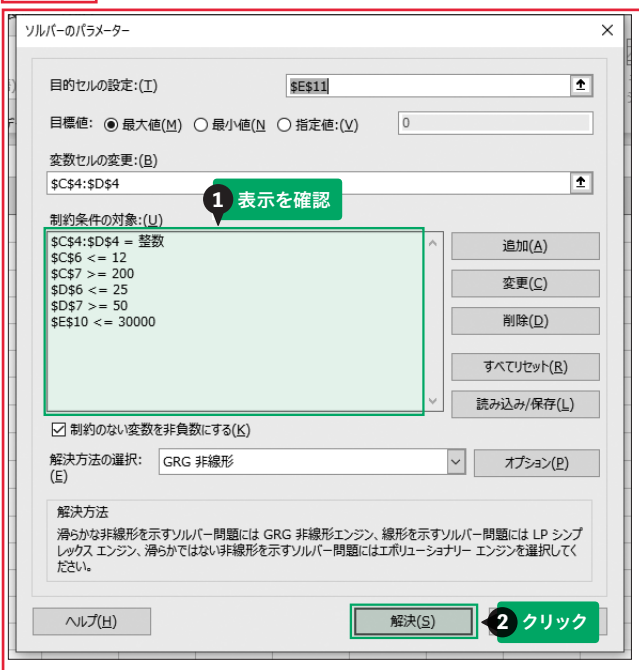 ソルバーのパラメーター
目的セルの設定:(T)
$E$11
目標値:
最大値(M)
最小値(N
指定値:(V)
0
変数セルの変更:(B)
$C$4:$D$4
1 表示を確認
制約条件の対象:(U)
$C$4:$D$4 = 整数
$C$6 <= 12
$C$7 >= 200
$D$6 <= 25
$D$7 >= 50
$E$10 <= 30000
追加(A)
変更(C)
削除(D)
すべてリセット(R)
読み込み/保存(L)
制約のない変数を非負数にする(K)
解決方法の選択:
(E)
GRG 非線形
オプション(P)
解決方法
滑らかな非線形を示すソルバー問題には GRG 非線形エンジン、線形を示すソルバー問題には LP シンプ
レックス エンジン、滑らかではない非線形を示すソルバー問題にはエボリューショナリー エンジンを選択してく
ださい。
ヘルプ(H)
解決(S)
2 クリック